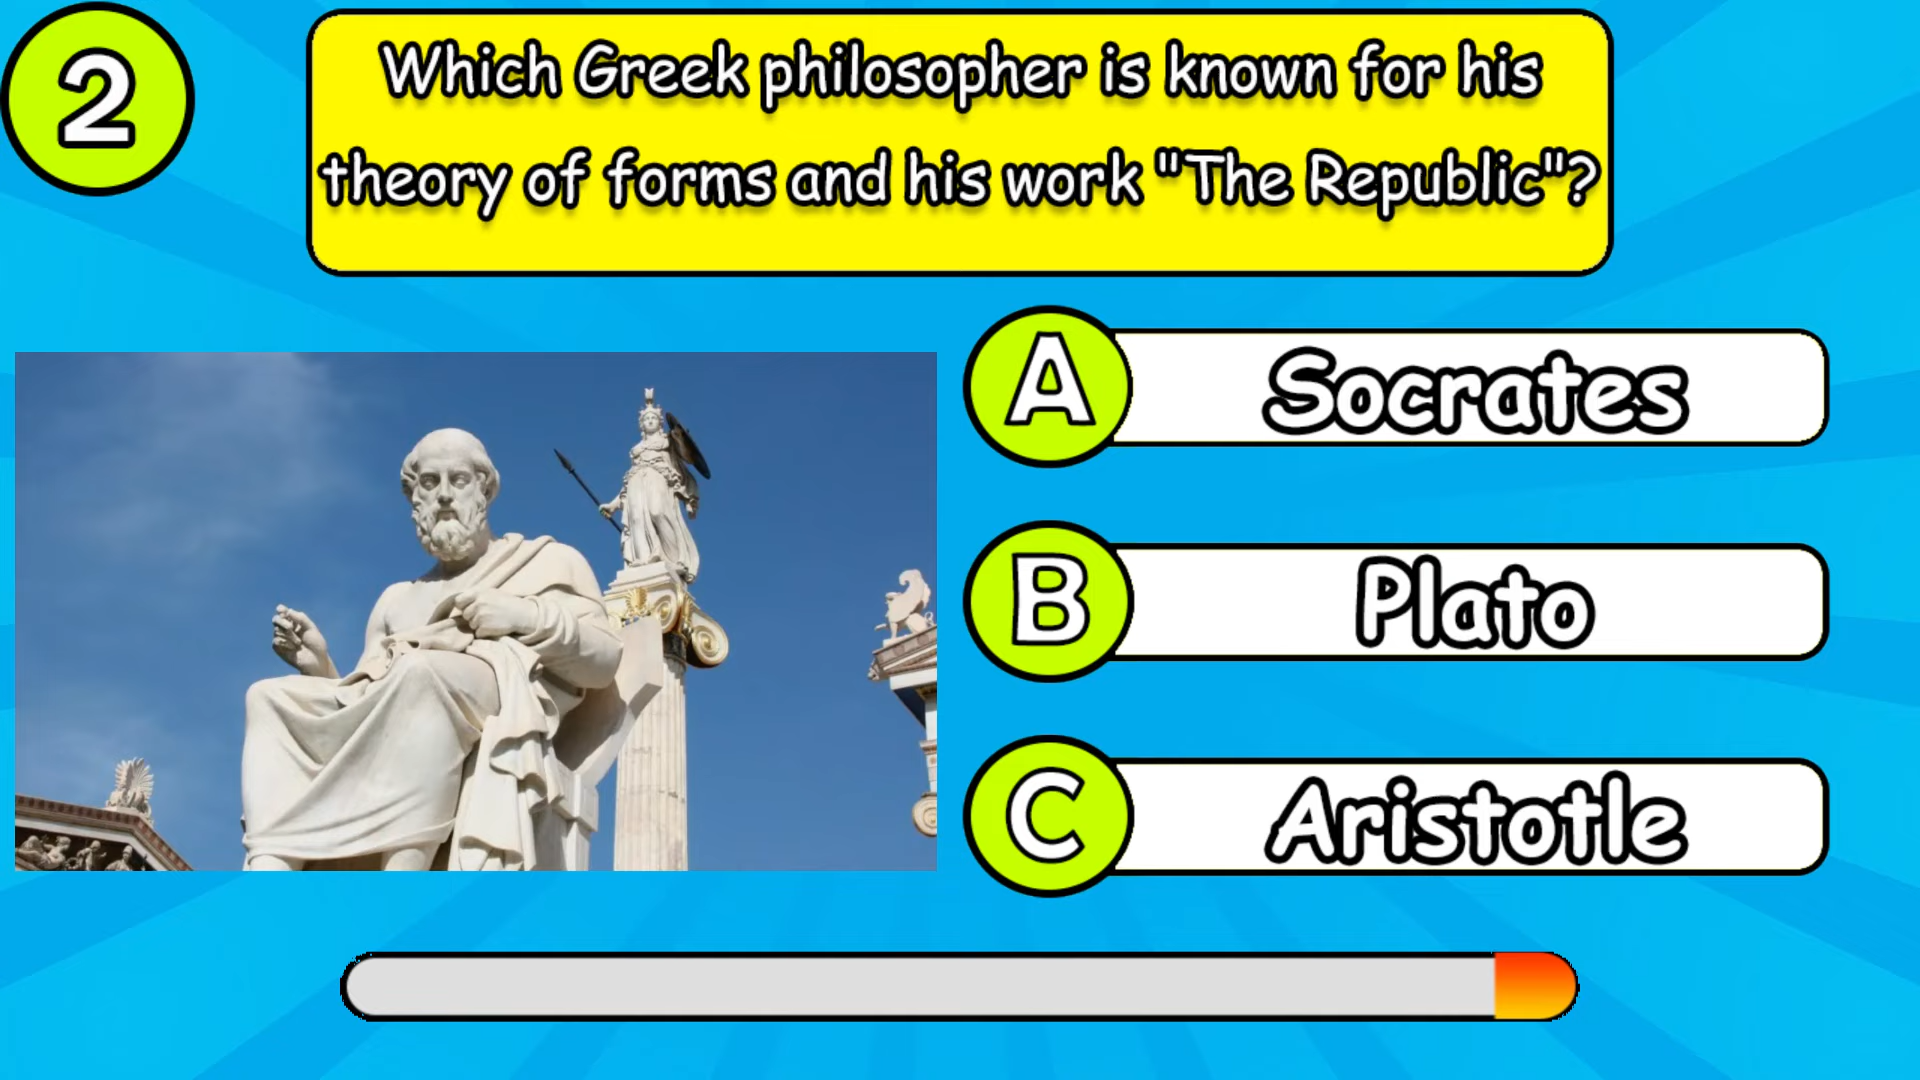 2
Which Greek philosopher is known for his
theory of forms and his work "The Republic"?
A Socrates
B Plato
C Aristotle